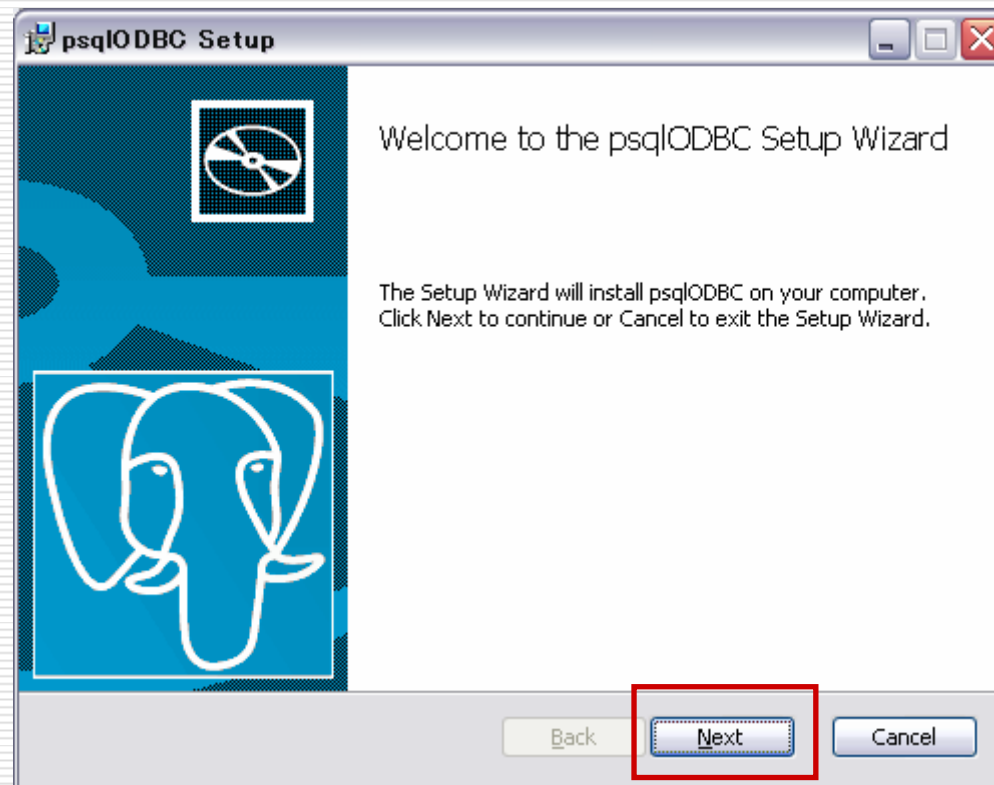 psqlODBC Setup
Welcome to the psqlODBC Setup Wizard
The Setup Wizard will install psqlODBC on your computer.
Click Next to continue or Cancel to exit the Setup Wizard.
Back Next Cancel